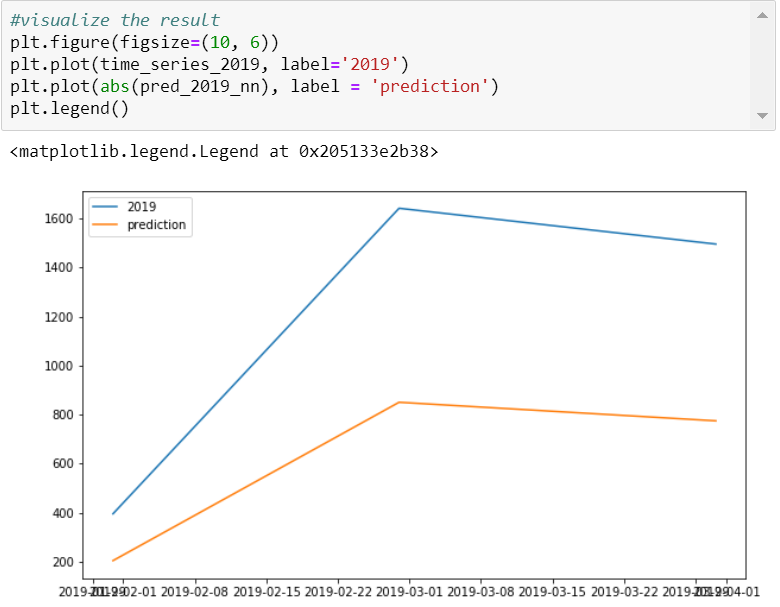 #visualize the result
plt.figure(figsize=(10, 6))
plt.plot(time_series_2019, label='2019')
plt.plot(abs(pred_2019_nn), label = 'prediction')
plt.legend()
<matplotlib.legend.Legend at 0x205133e2b38>
2019
prediction
1600
1400
1200
1000
800
600
400
200
2019-02-01 2019-02-08 2019-02-15 2019-02-22 2019-03-01 2019-03-08 2019-03-15 2019-03-22 2019-04-01